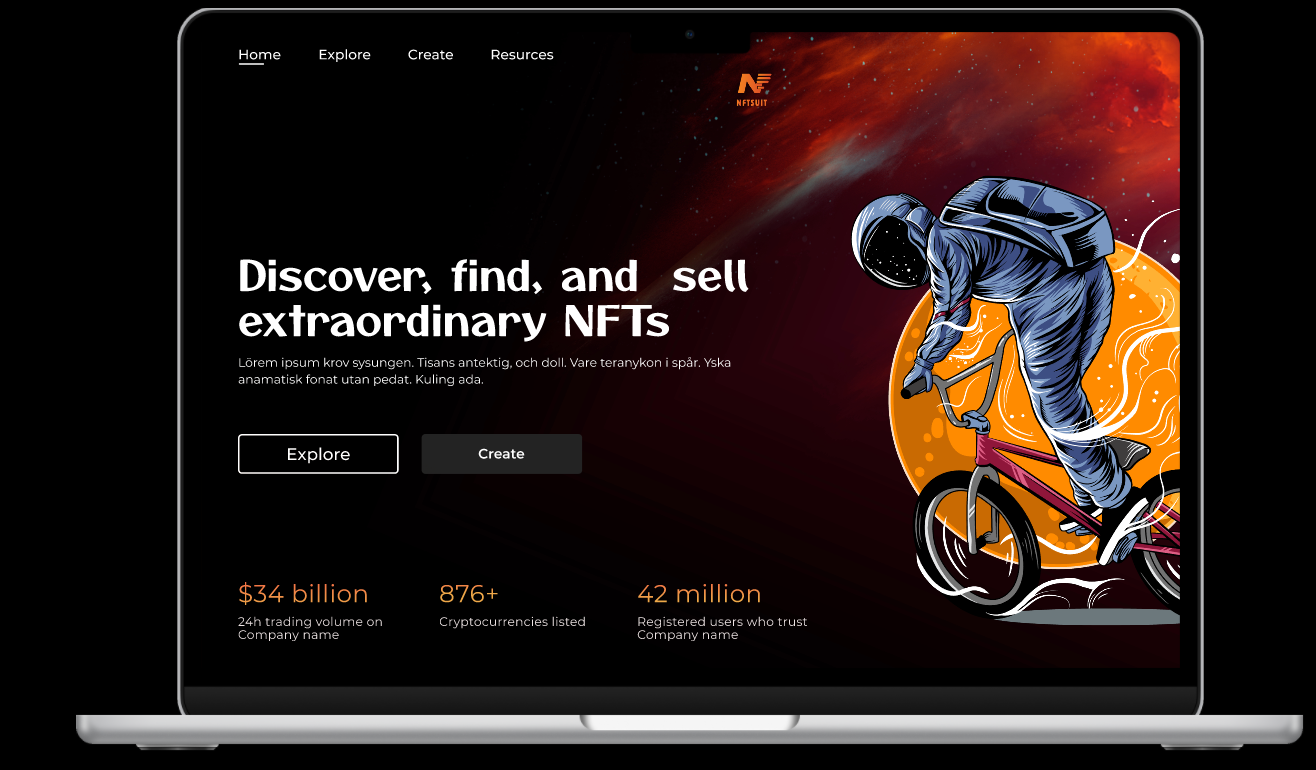 Home Explore Create Resurces
NF
NFTSUIT
Discover, find, and sell
extraordinary NFTs
Lörem ipsum krov sysungen. Tisans antektig, och doll. Vare teranykon i spår. Yska
anamatisk fonat utan pedat. Kuling ada.
Explore Create
$34 billion 876+ 42 million
24h trading volume on Cryptocurrencies listed Registered users who trust
Company name Company name